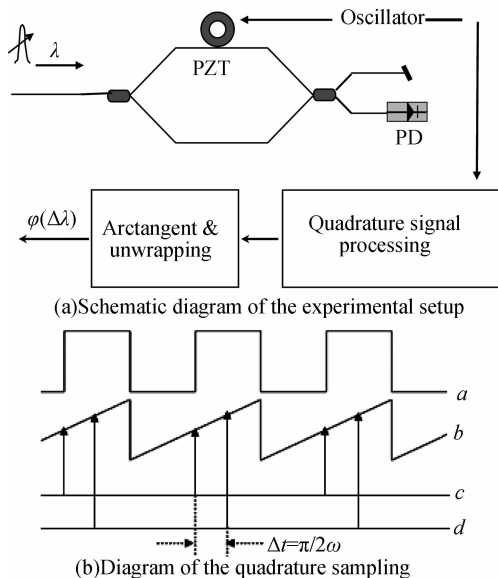 Oscillator
λ
PZT
PD
φ(Δλ)
Arctangent &
unwrapping
Quadrature signal
processing
(a)Schematic diagram of the experimental setup
a
b
c
d
Δt=π/2ω
(b)Diagram of the quadrature sampling